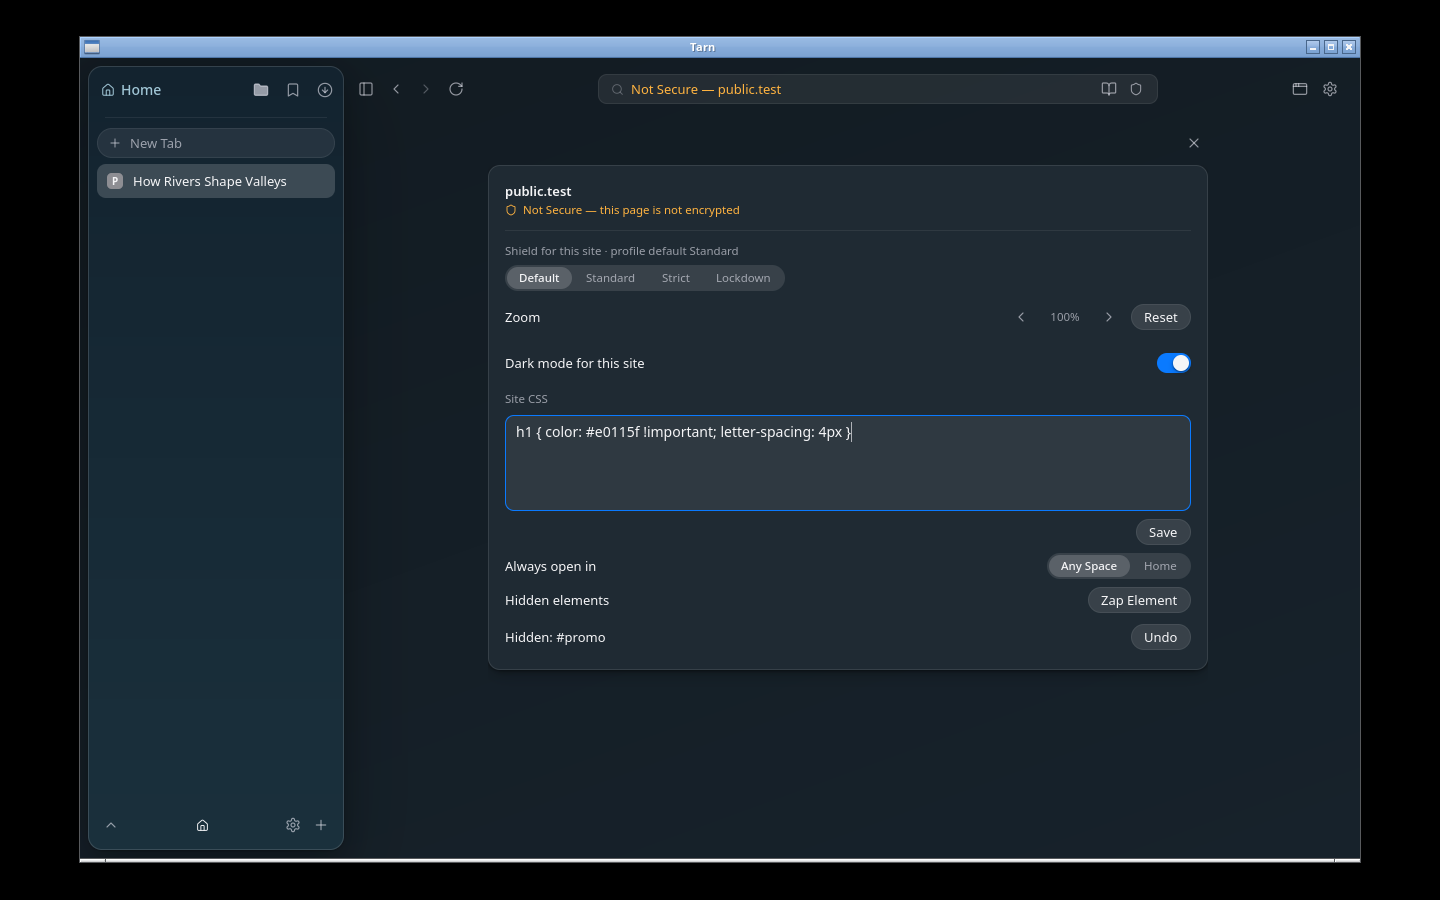 Tarn
Home
Not Secure — public.test
New Tab
P How Rivers Shape Valleys
public.test
Not Secure — this page is not encrypted
Shield for this site · profile default Standard
Default Standard Strict Lockdown
Zoom 100% Reset
Dark mode for this site
Site CSS
h1 { color: #e0115f !important; letter-spacing: 4px }
Save
Always open in Any Space Home
Hidden elements Zap Element
Hidden: #promo Undo